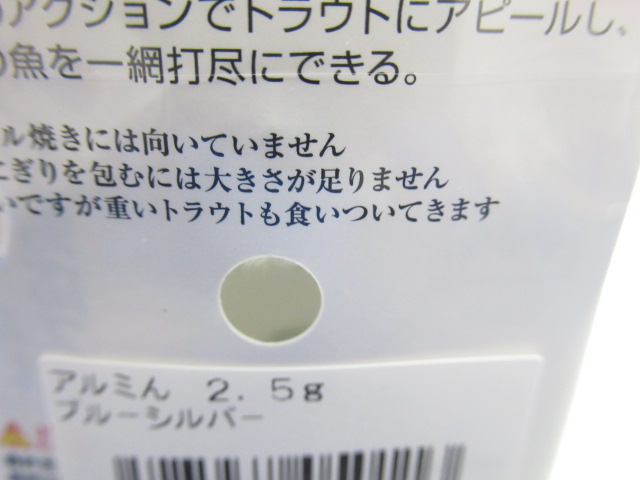 アクションでトラウトにアピールし、
の魚を一網打尽にできる。
ル焼きには向いていません
にぎりを包むには大きさが足りません
いですが重いトラウトも食いついてきます
アルミん 2.5g
ブルーシルバー